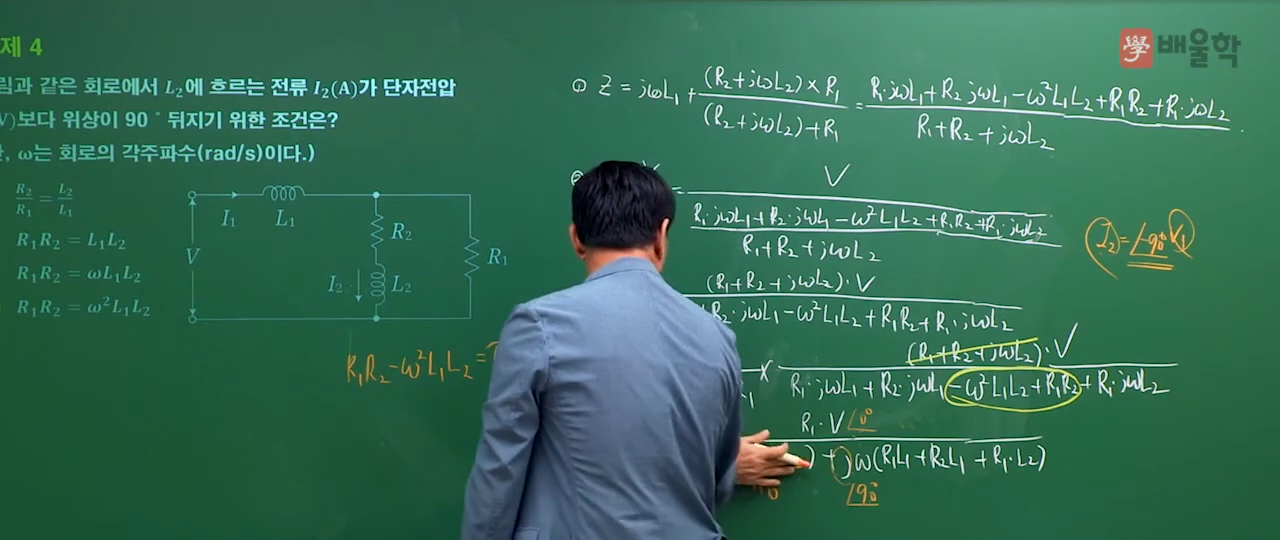 學 배울학
제 4
림과 같은 회로에서 L₂에 흐르는 전류 I₂(A)가 단자전압
V)보다 위상이 90° 뒤지기 위한 조건은?
ω는 회로의 각주파수(rad/s)이다.)
R₂/R₁ = L₂/L₁
R₁R₂ = L₁L₂
R₁R₂ = ωL₁L₂
R₁R₂ = ω²L₁L₂
I₁ L₁
R₂
V
R₁
I₂ L₂
R₁R₂-ω²L₁L₂=
① Z = jωL₁ + (R₂+jωL₂)×R₁ / (R₂+jωL₂)+R₁ = R₁·jωL₁+R₂·jωL₁-ω²L₁L₂+R₁R₂+R₁·jωL₂ / R₁+R₂+jωL₂
= V / R₁·jωL₁+R₂·jωL₁-ω²L₁L₂+R₁R₂+R₁·jωL₂
R₁+R₂+jωL₂
I₂=∠-90° V₁
(R₁+R₂+jωL₂)·V
R₂·jωL₁-ω²L₁L₂+R₁R₂+R₁·jωL₂
× (R₁+R₂+jωL₂)·V / R₁·jωL₁+R₂·jωL₁-ω²L₁L₂+R₁R₂+R₁·jωL₂
R₁·V ∠0°
)+jω(R₁L₁+R₂L₁+R₁·L₂)
∠90°